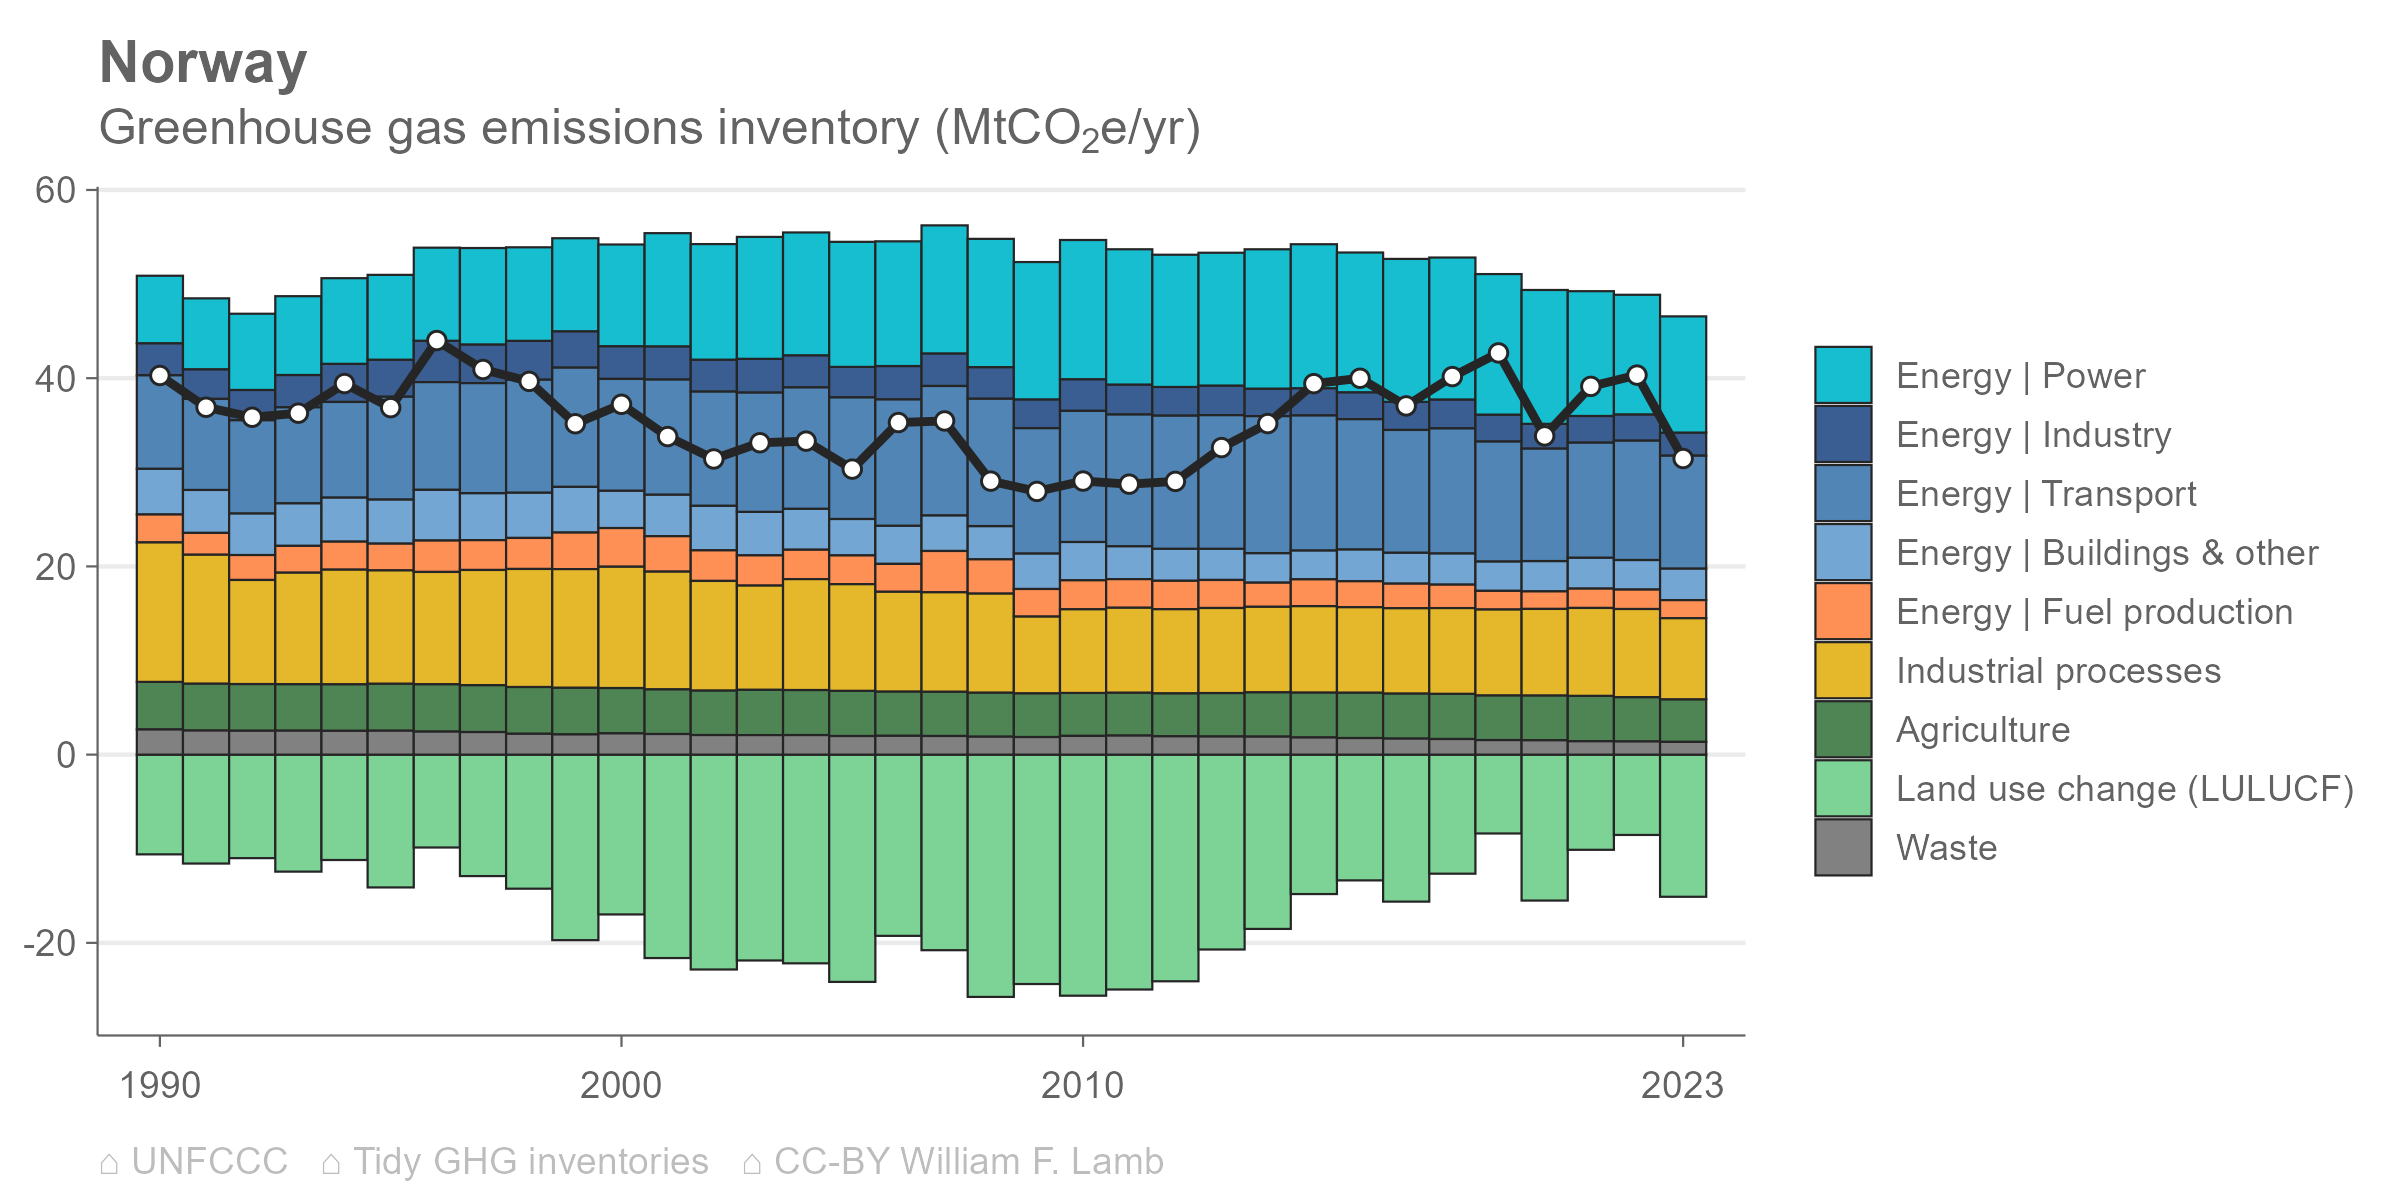 Norway
Greenhouse gas emissions inventory (MtCO₂e/yr)
60
40
20
0
-20
1990
2000
2010
2023
Energy | Power
Energy | Industry
Energy | Transport
Energy | Buildings & other
Energy | Fuel production
Industrial processes
Agriculture
Land use change (LULUCF)
Waste
⌂ UNFCCC ⌂ Tidy GHG inventories ⌂ CC-BY William F. Lamb